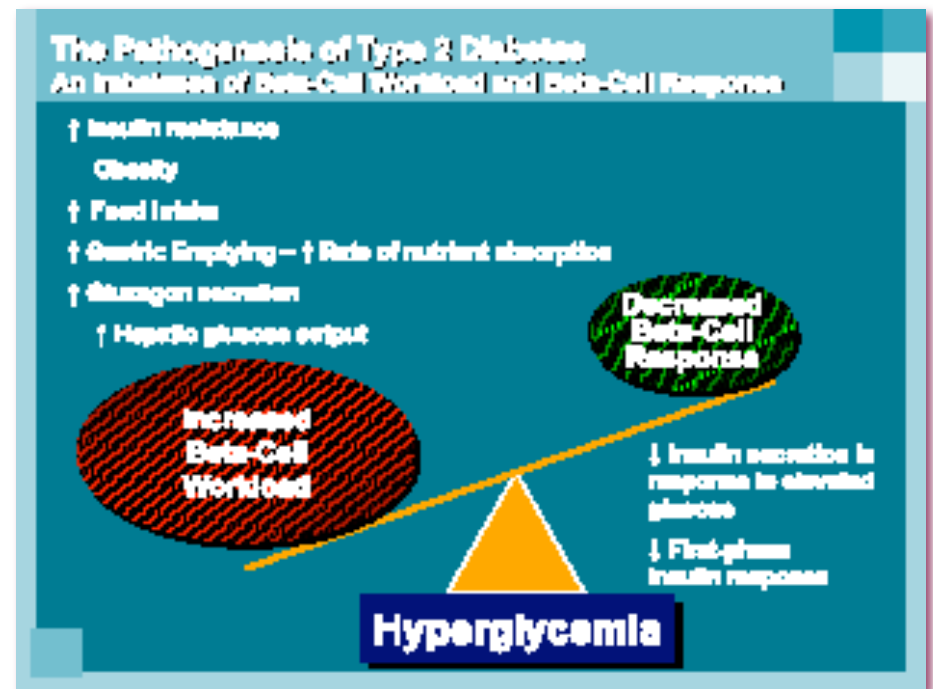 The Pathogenesis of Type 2 Diabetes
An Imbalance of Beta-Cell Workload and Beta-Cell Response
↑ Insulin resistance
Obesity
↑ Food intake
↑ Gastric Emptying – ↑ Rate of nutrient absorption
↑ Glucagon secretion
↑ Hepatic glucose output
Decreased
Beta-Cell
Response
Increased
Beta-Cell
Workload
↓ Insulin secretion in
response to elevated
glucose
↓ First-phase
insulin response
Hyperglycemia